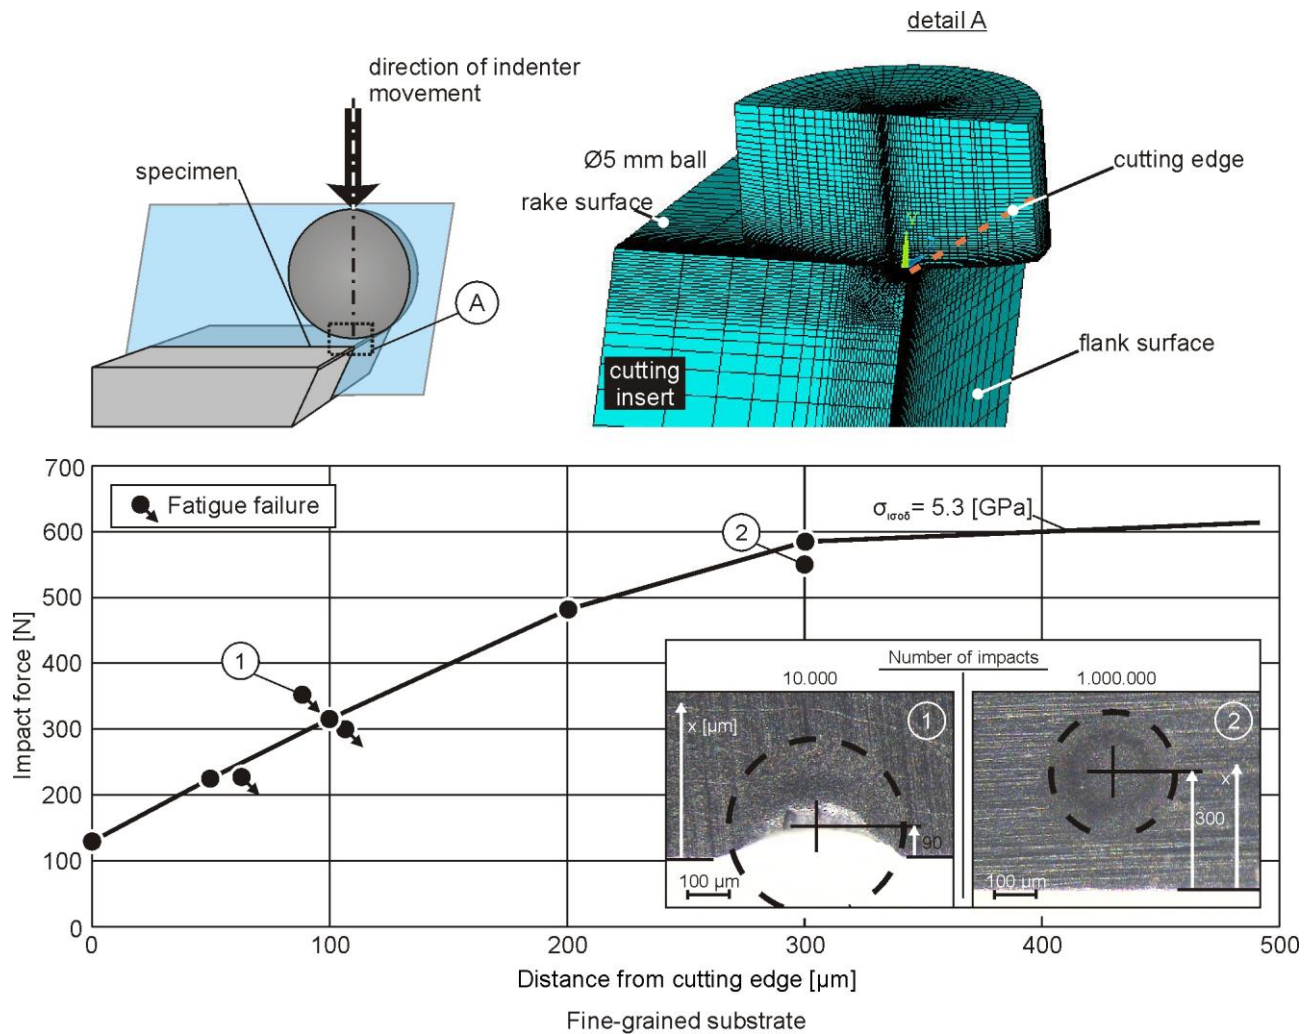 detail A
direction of indenter
movement
specimen
A
Ø5 mm ball
rake surface
cutting edge
y
flank surface
cutting
insert
700
600
500
400
300
200
100
0
Impact force [N]
Fatigue failure
1
2
σισοδ= 5.3 [GPa]
Number of impacts
10.000
1.000.000
x [µm]
1
90
100 µm
2
x
300
100 µm
0
100
200
300
400
500
Distance from cutting edge [µm]
Fine-grained substrate